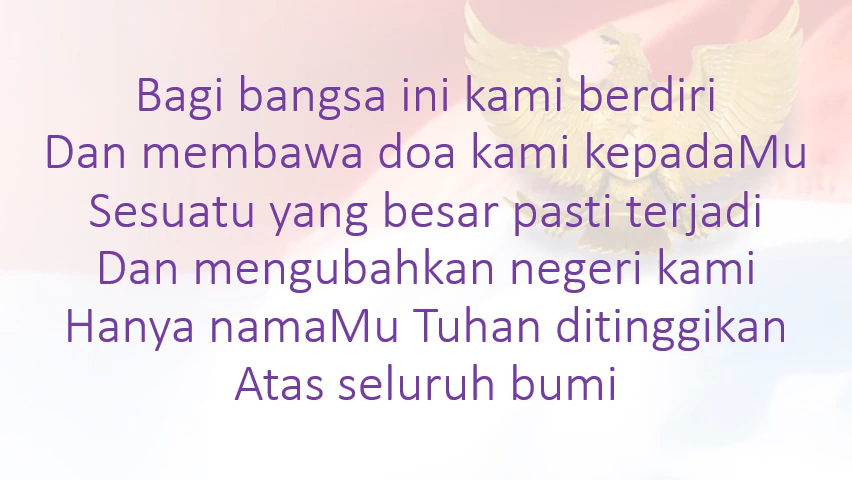 Bagi bangsa ini kami berdiri
Dan membawa doa kami kepadaMu
Sesuatu yang besar pasti terjadi
Dan mengubahkan negeri kami
Hanya namaMu Tuhan ditinggikan
Atas seluruh bumi